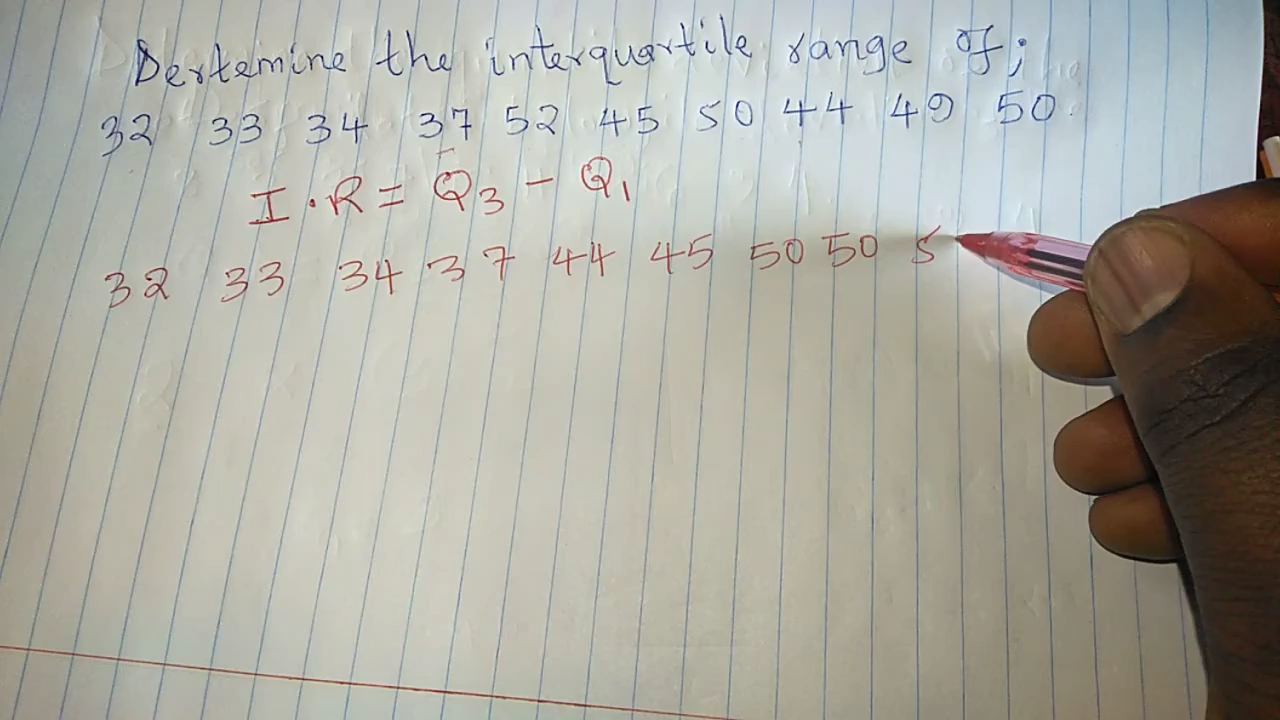 Dertemine the interquartile range of;
32 33 34 37 52 45 50 44 49 50.
I.R = Q3 - Q1
32 33 34 37 44 45 50 50 5